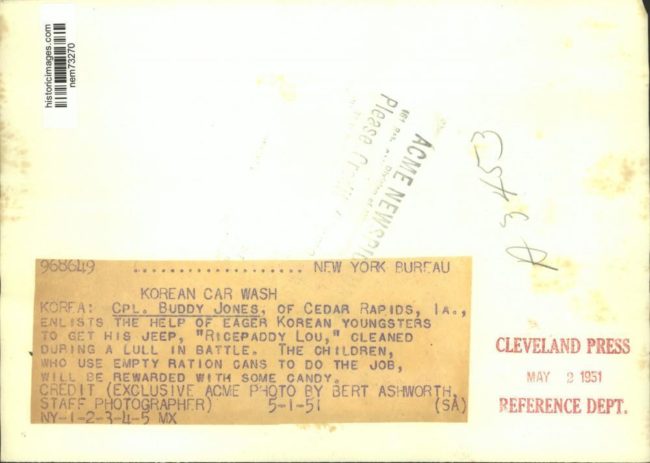 historicimages.com
nem73270
ACME NEWSPI
Please Cr
A 3453
968649 .................... NEW YORK BUREAU
KOREAN CAR WASH
KOREA: CPL. BUDDY JONES, OF CEDAR RAPIDS, IA.,
ENLISTS THE HELP OF EAGER KOREAN YOUNGSTERS
TO GET HIS JEEP, "RICEPADDY LOU," CLEANED
DURING A LULL IN BATTLE. THE CHILDREN,
WHO USE EMPTY RATION CANS TO DO THE JOB,
WILL BE REWARDED WITH SOME CANDY.
CREDIT (EXCLUSIVE ACME PHOTO BY BERT ASHWORTH,
STAFF PHOTOGRAPHER) 5-1-51 (SA)
NY-1-2-3-4-5 MX
CLEVELAND PRESS
MAY 2 1951
REFERENCE DEPT.